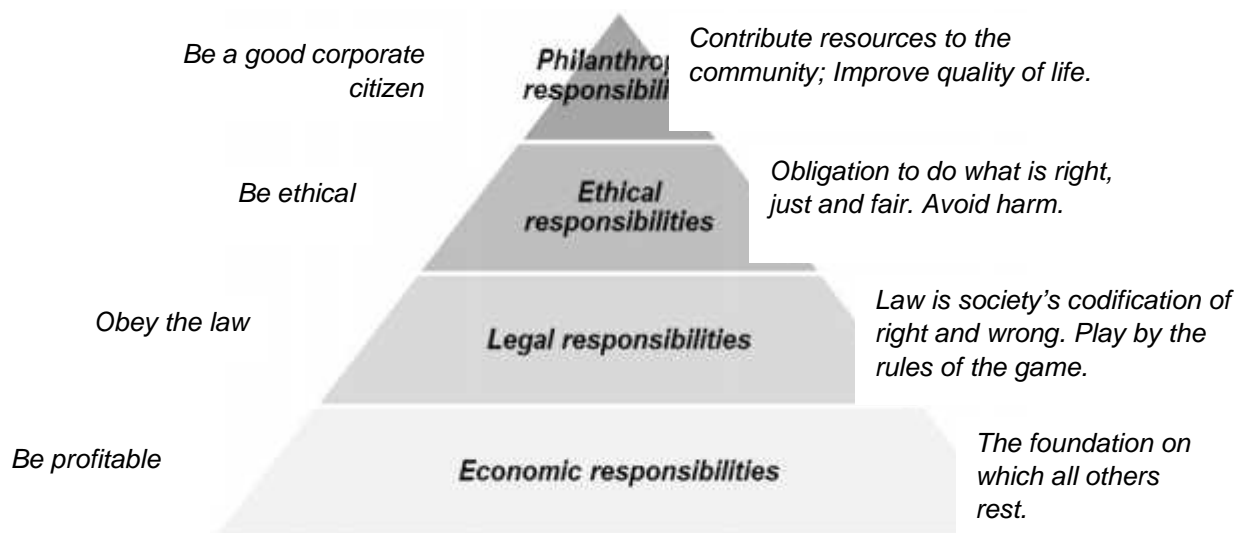 Be a good corporate
citizen
Contribute resources to the
community; Improve quality of life.
Be ethical
Ethical
responsibilities
Obligation to do what is right,
just and fair. Avoid harm.
Obey the law
Legal responsibilities
Law is society’s codification of
right and wrong. Play by the
rules of the game.
Be profitable
Economic responsibilities
The foundation on
which all others
rest.